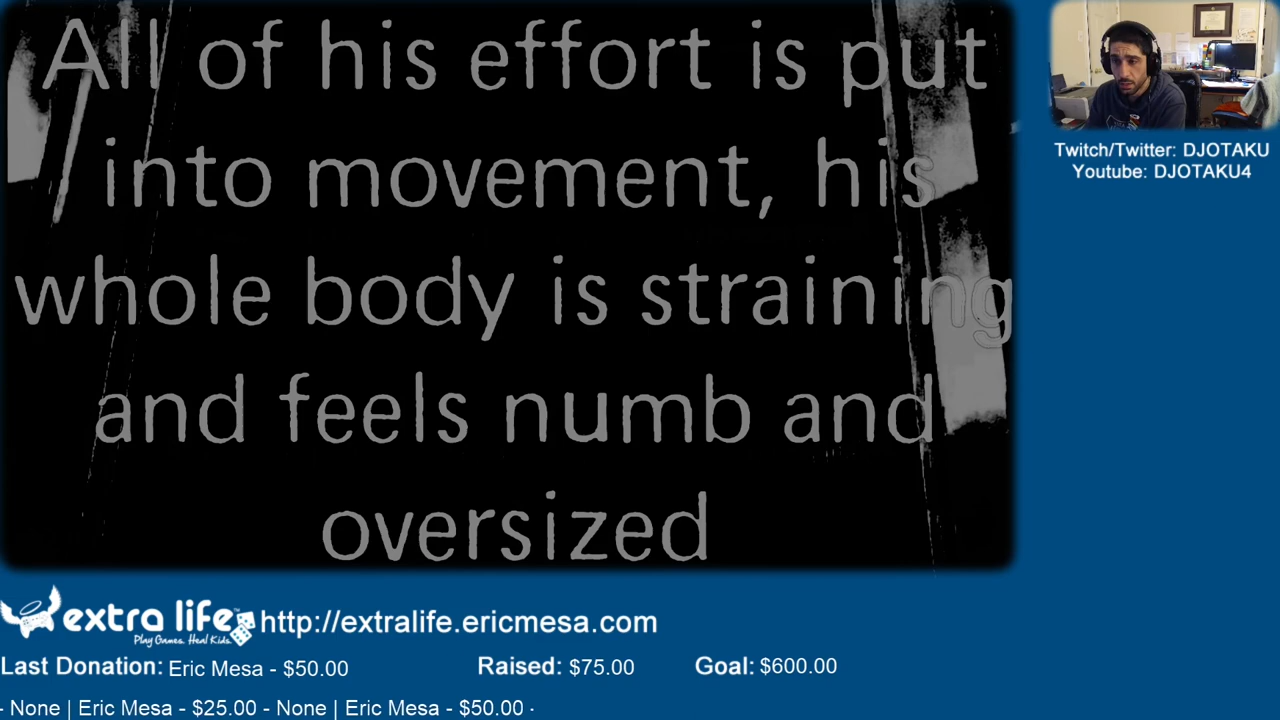 All of his effort is put
into movement, his
whole body is straining
and feels numb and
oversized
Twitch/Twitter: DJOTAKU
Youtube: DJOTAKU4
extra life
Play Games. Heal Kids.
http://extralife.ericmesa.com
Last Donation: Eric Mesa - $50.00
Raised: $75.00
Goal: $600.00
- None | Eric Mesa - $25.00 - None | Eric Mesa - $50.00 -